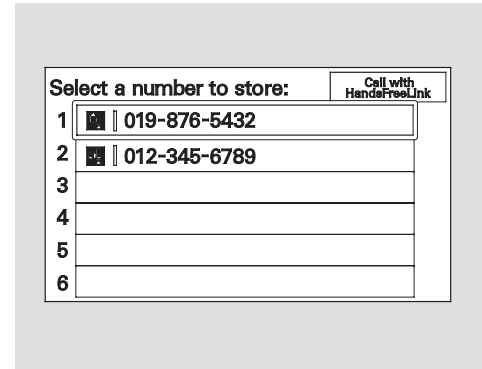 Select a number to store:
Call with
HandsFreeLink
1 019-876-5432
2 012-345-6789
3
4
5
6